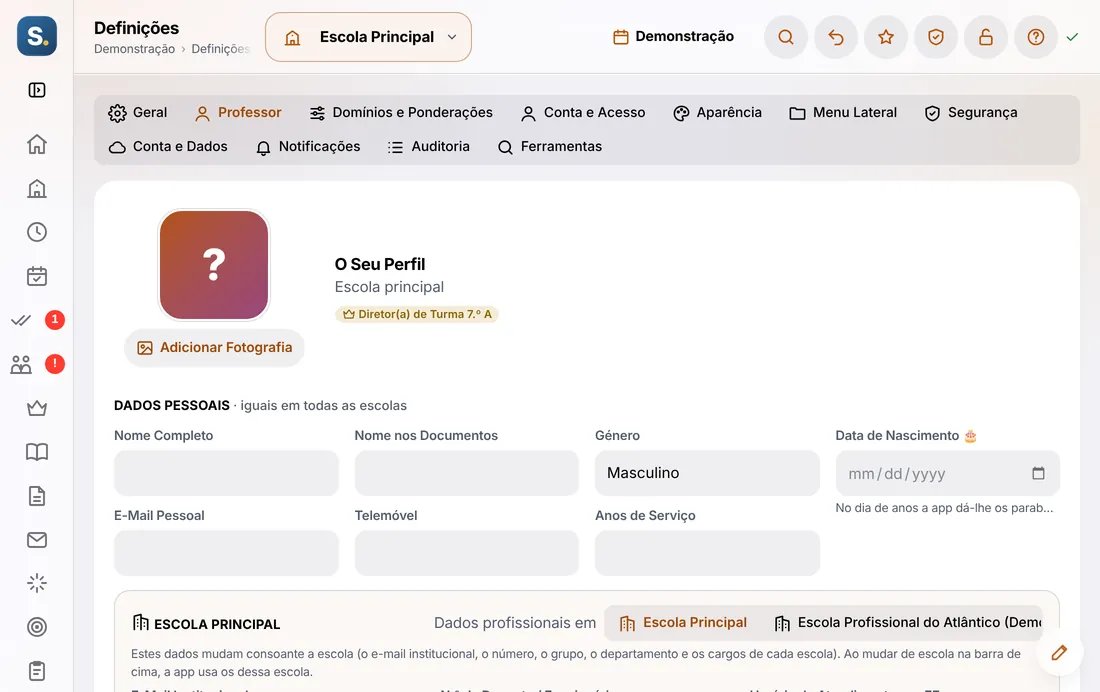 S.
Definições
Demonstração › Definições
Escola Principal
Demonstração
Geral
Professor
Domínios e Ponderações
Conta e Acesso
Aparência
Menu Lateral
Segurança
Conta e Dados
Notificações
Auditoria
Ferramentas
1
!
?
Adicionar Fotografia
O Seu Perfil
Escola principal
Diretor(a) de Turma 7.º A
DADOS PESSOAIS · iguais em todas as escolas
Nome Completo
Nome nos Documentos
Género
Data de Nascimento 🎂
Masculino
mm/dd/yyyy
No dia de anos a app dá-lhe os parab...
E-Mail Pessoal
Telemóvel
Anos de Serviço
ESCOLA PRINCIPAL
Dados profissionais em
Escola Principal
Escola Profissional do Atlântico (Demo
Estes dados mudam consoante a escola (o e-mail institucional, o número, o grupo, o departamento e os cargos de cada escola). Ao mudar de escola na barra de
cima, a app usa os dessa escola.